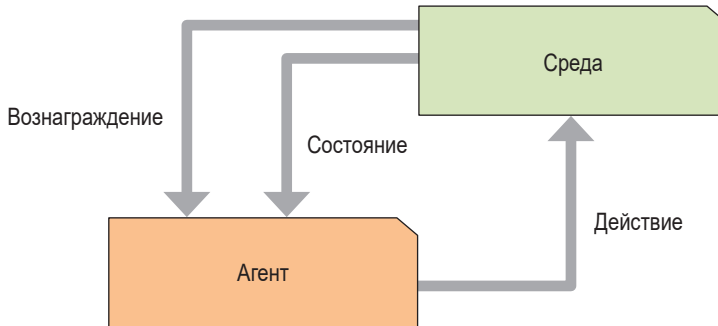 Среда
Вознаграждение
Состояние
Действие
Агент